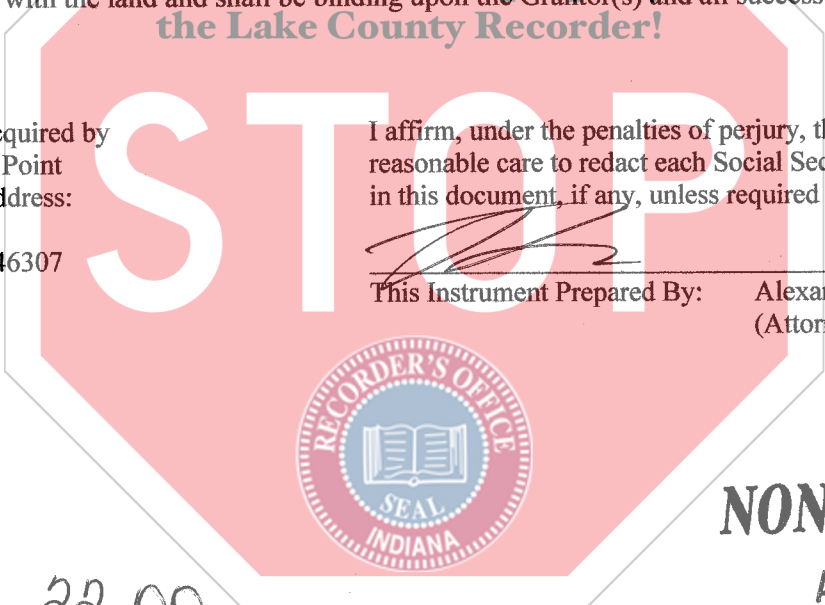 with the land and shall be binding upon the Grantor(s) and all success
the Lake County Recorder!
STOP
cquired by
Point
ddress:
46307
I affirm, under the penalties of perjury, th
reasonable care to redact each Social Sec
in this document, if any, unless required
This Instrument Prepared By: Alexa
(Attor
RECORDER'S OFFICE
SEAL
INDIANA
NON
22.00